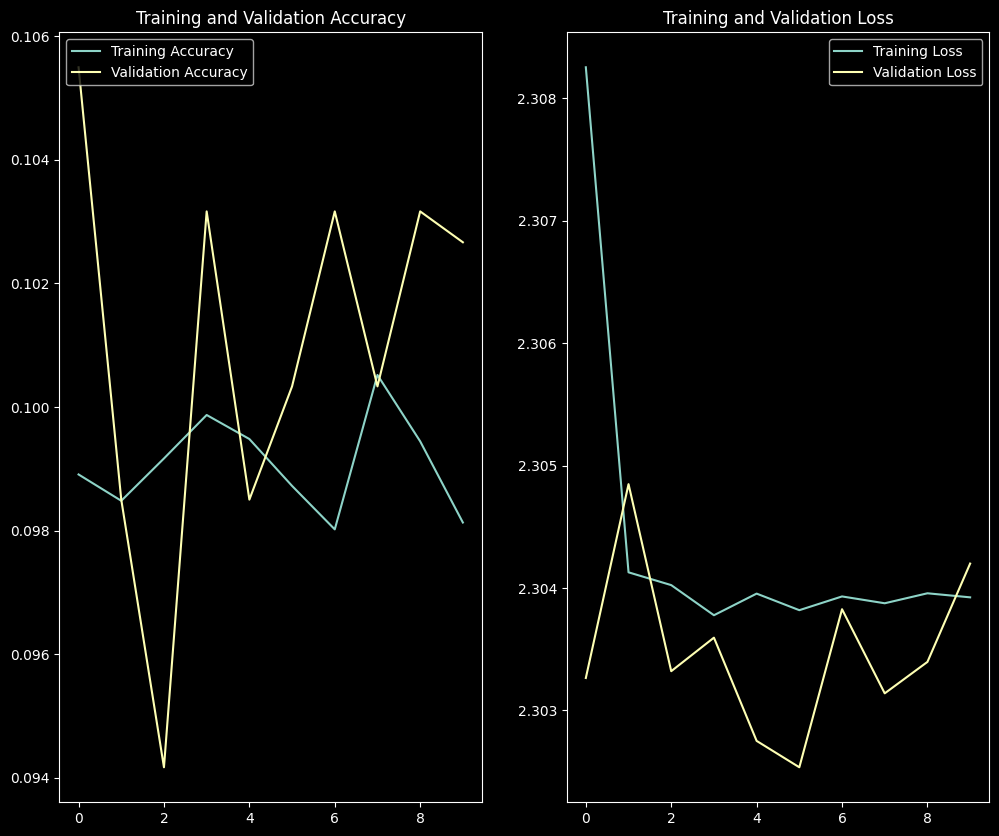 Training and Validation Accuracy
Training Accuracy
Validation Accuracy
0.106
0.104
0.102
0.100
0.098
0.096
0.094
0 2 4 6 8
Training and Validation Loss
Training Loss
Validation Loss
2.308
2.307
2.306
2.305
2.304
2.303
0 2 4 6 8